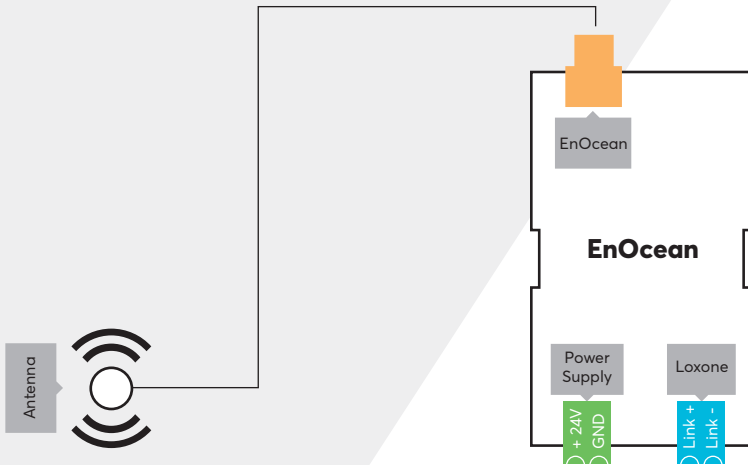 EnOcean
EnOcean
Power
Supply
Loxone
Antenna
+ 24V
GND
Link +
Link -